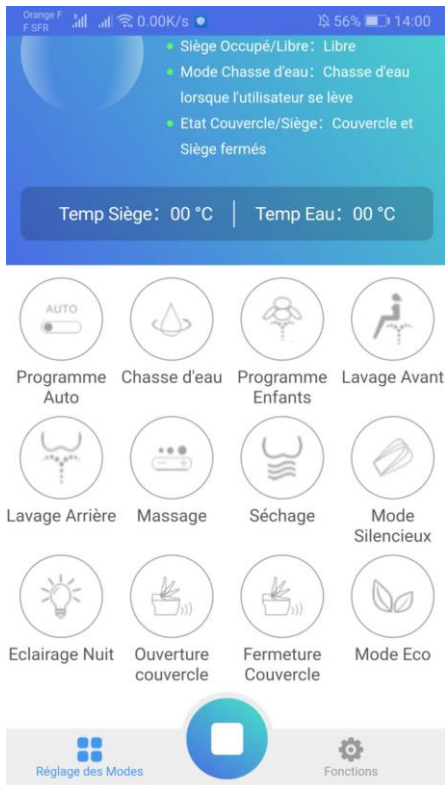 Orange F
F SFR
0.00K/s
56%
14:00
Siège Occupé/Libre: Libre
Mode Chasse d'eau: Chasse d'eau
lorsque l'utilisateur se lève
Etat Couvercle/Siège: Couvercle et
Siège fermés
Temp Siège: 00 °C
Temp Eau: 00 °C
AUTO
Programme
Auto
Chasse d'eau
Programme
Enfants
Lavage Avant
Lavage Arrière
Massage
Séchage
Mode
Silencieux
Eclairage Nuit
Ouverture
couvercle
Fermeture
Couvercle
Mode Eco
Réglage des Modes
Fonctions